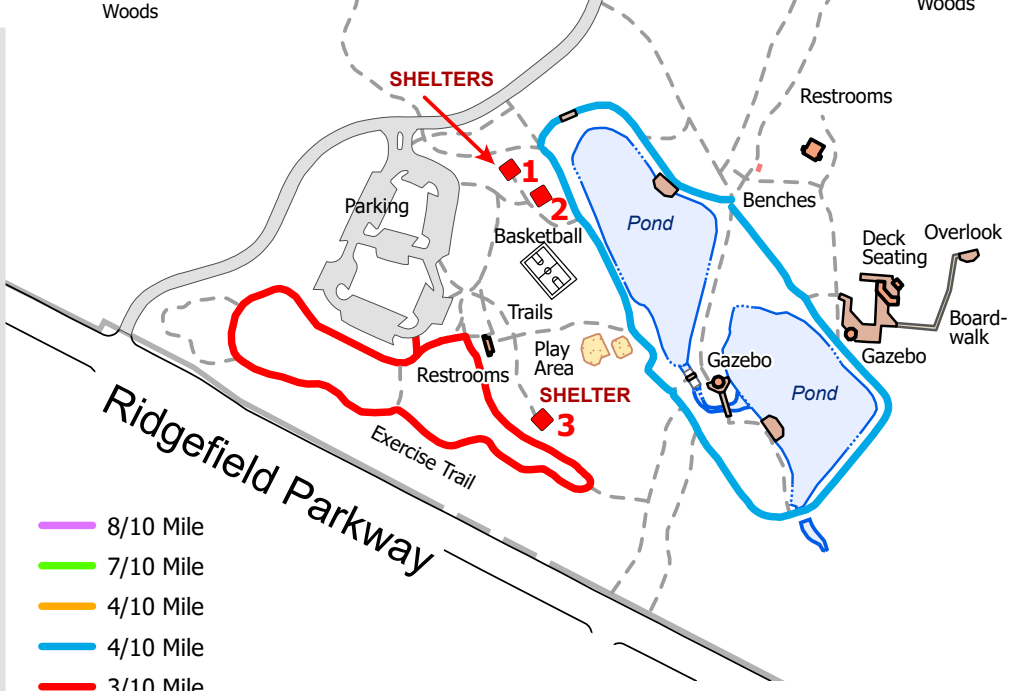 Woods
Woods
SHELTERS
Restrooms
1
2
Parking
Pond
Benches
Basketball
Deck
Seating
Overlook
Trails
Board-
walk
Play
Area
Gazebo
Gazebo
Restrooms
SHELTER
3
Pond
Exercise Trail
Ridgefield Parkway
8/10 Mile
7/10 Mile
4/10 Mile
4/10 Mile
3/10 Mile